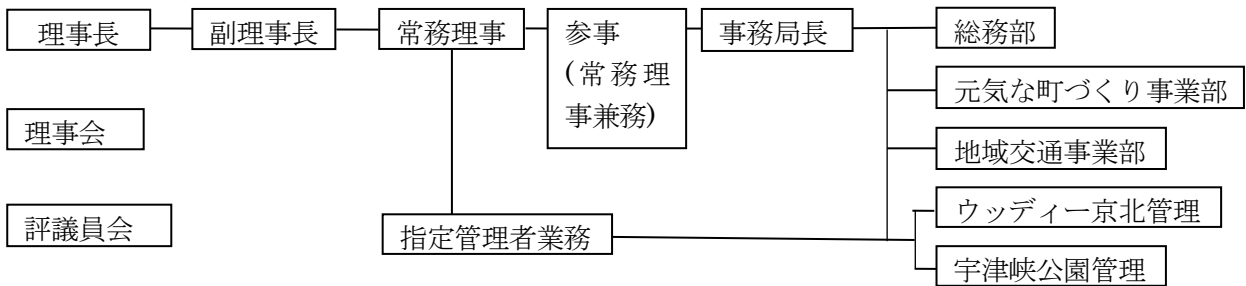 理事長
副理事長
常務理事
参事
(常務理
事兼務)
事務局長
総務部
元気な町づくり事業部
理事会
地域交通事業部
ウッディー京北管理
評議員会
指定管理者業務
宇津峡公園管理